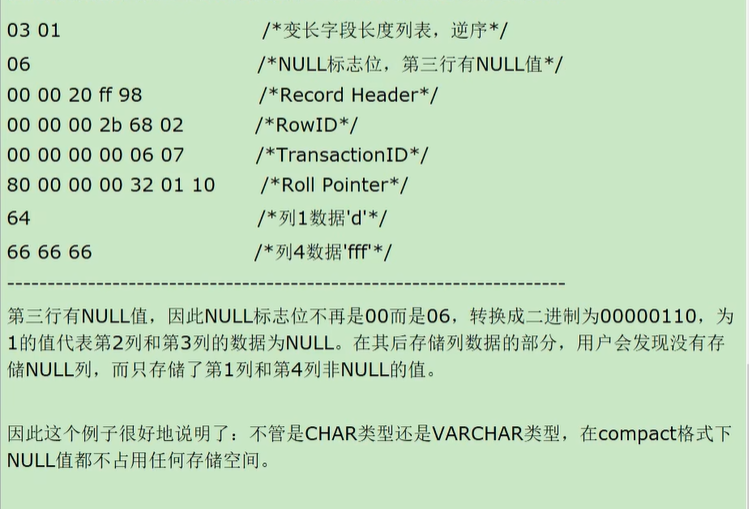 03 01 /*变长字段长度列表，逆序*/
06 /*NULL标志位，第三行有NULL值*/
00 00 20 ff 98 /*Record Header*/
00 00 00 2b 68 02 /*RowID*/
00 00 00 00 06 07 /*TransactionID*/
80 00 00 00 32 01 10 /*Roll Pointer*/
64 /*列1数据'd'*/
66 66 66 /*列4数据'fff'*/
----------------------------------------------------------------------
第三行有NULL值，因此NULL标志位不再是00而是06，转换成二进制为00000110，为
1的值代表第2列和第3列的数据为NULL。在其后存储列数据的部分，用户会发现没有存
储NULL列，而只存储了第1列和第4列非NULL的值。
因此这个例子很好地说明了：不管是CHAR类型还是VARCHAR类型，在compact格式下
NULL值都不占用任何存储空间。